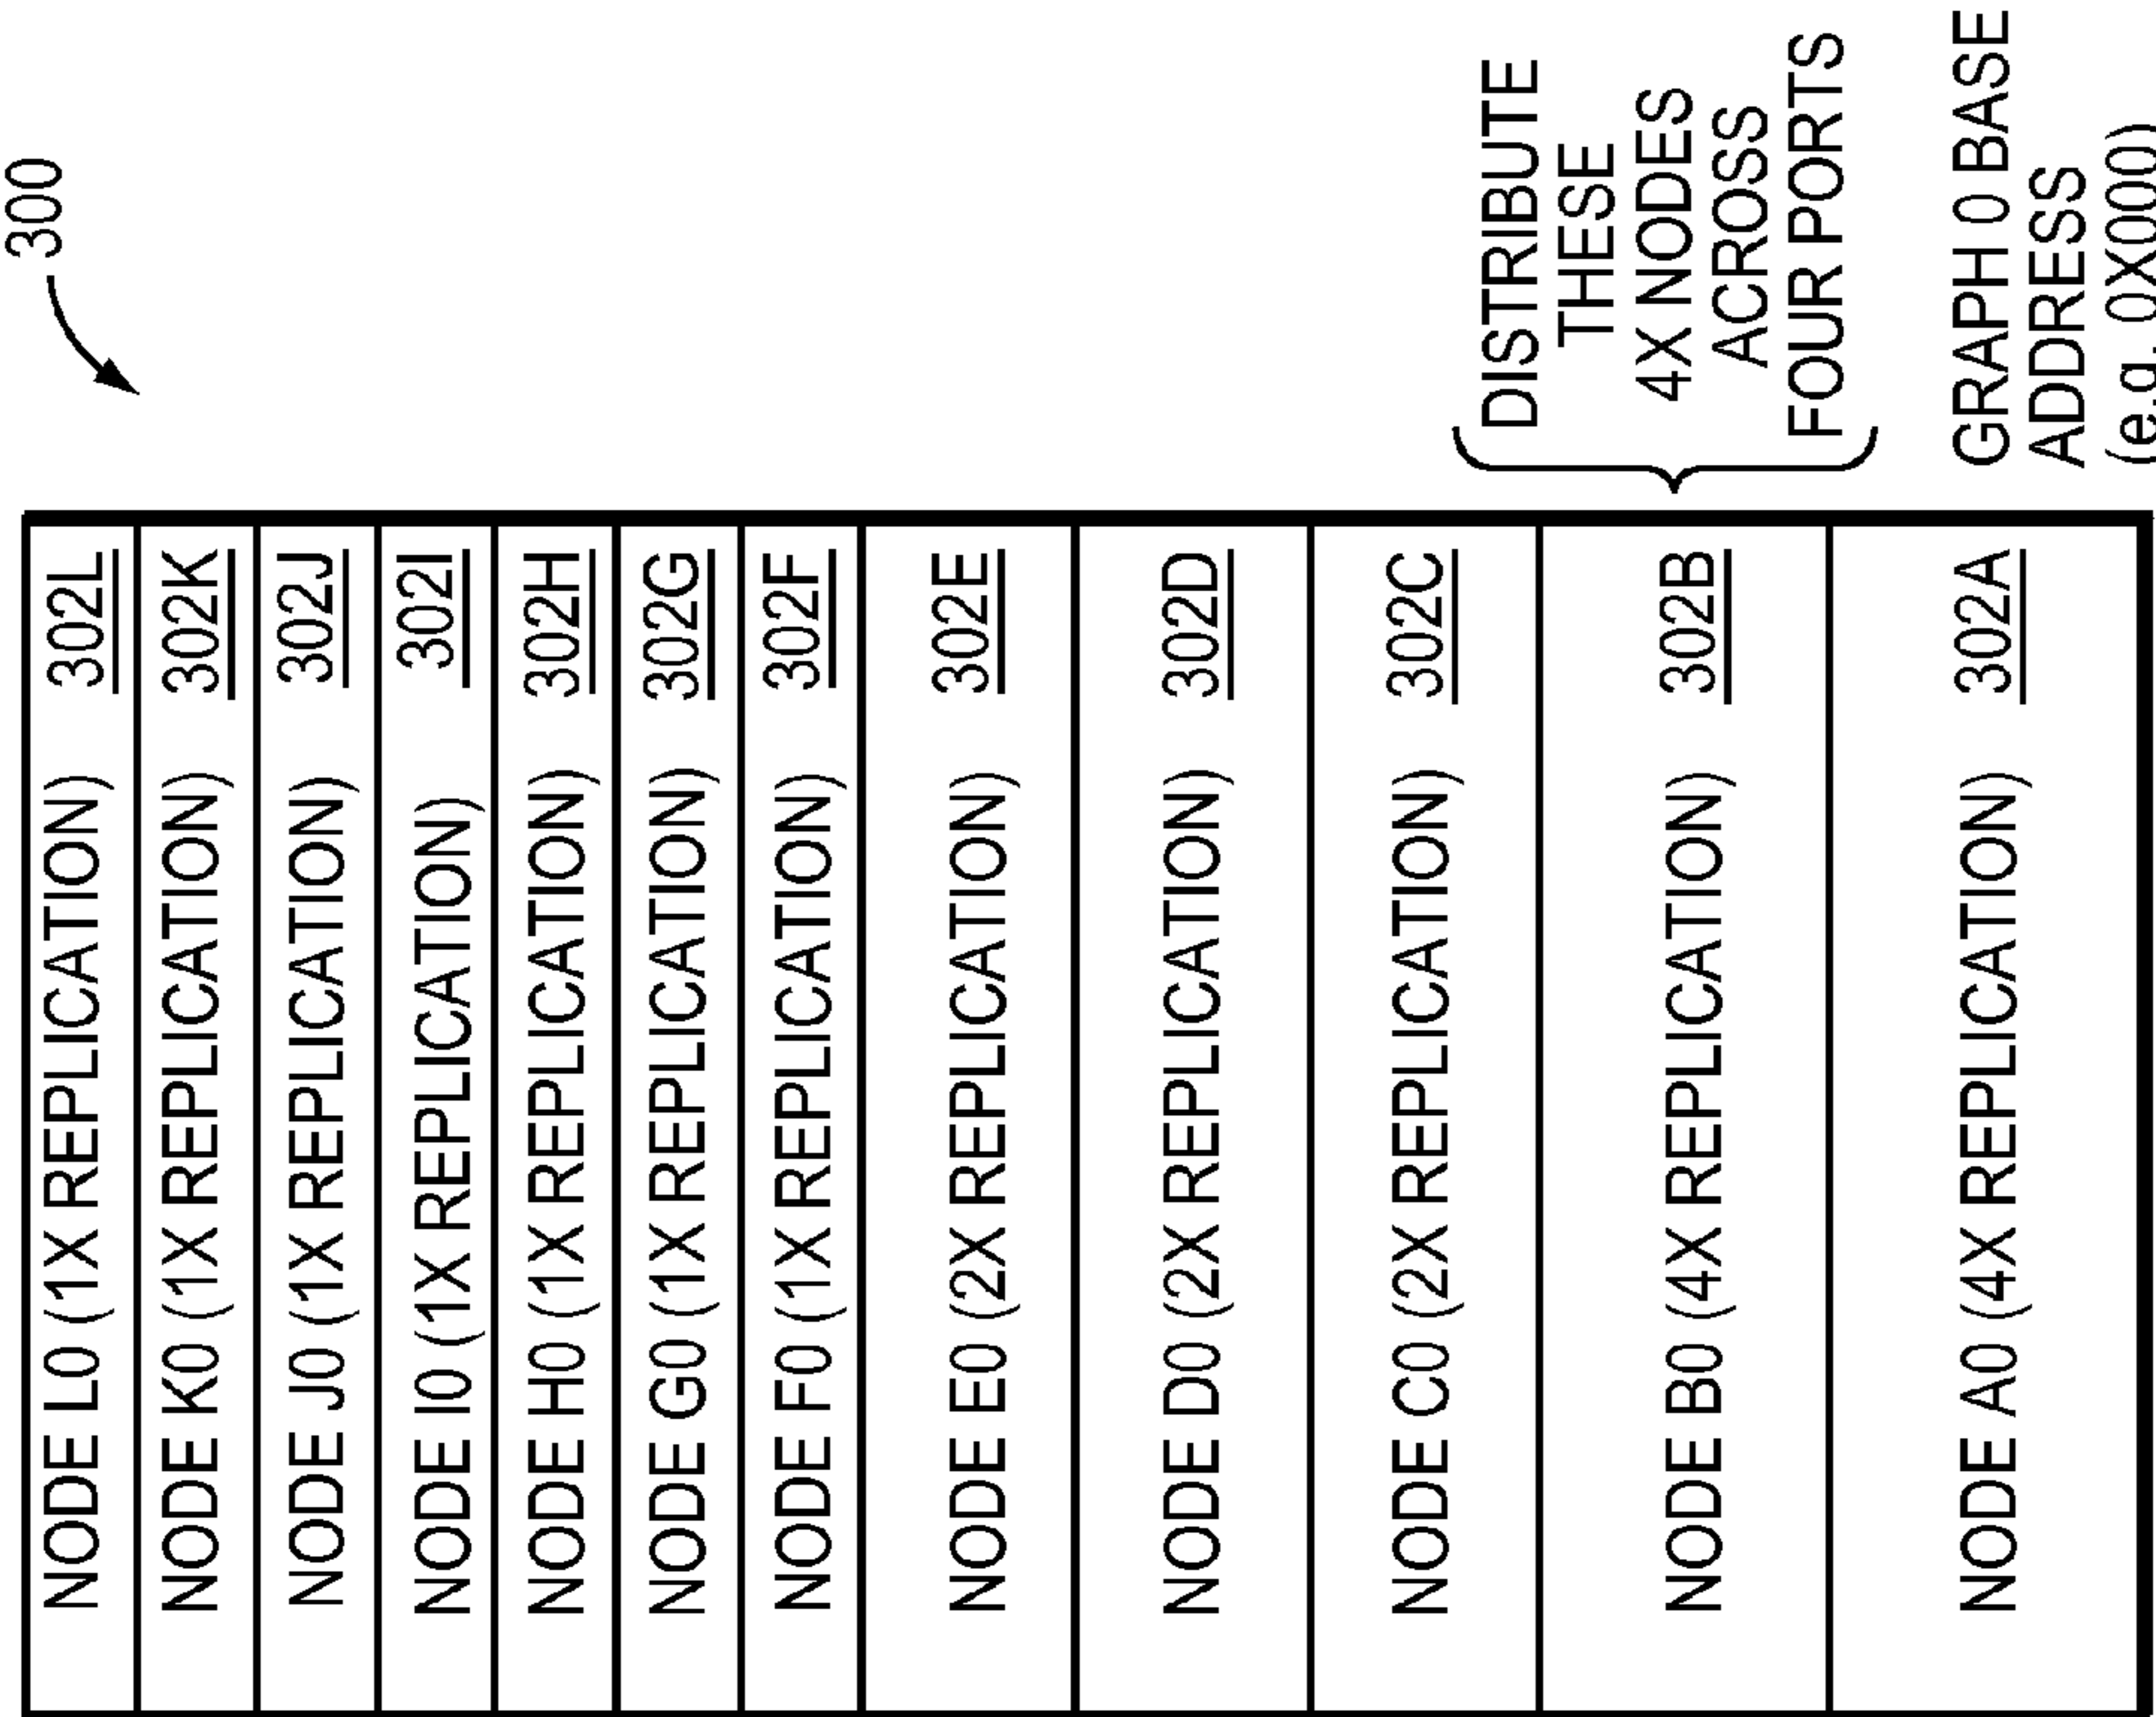 300
NODE L0 (1X REPLICATION) 302L
NODE K0 (1X REPLICATION) 302K
NODE J0 (1X REPLICATION) 302J
NODE I0 (1X REPLICATION) 302I
NODE H0 (1X REPLICATION) 302H
NODE G0 (1X REPLICATION) 302G
NODE F0 (1X REPLICATION) 302F
NODE E0 (2X REPLICATION) 302E
NODE D0 (2X REPLICATION) 302D
NODE C0 (2X REPLICATION) 302C
NODE B0 (4X REPLICATION) 302B
NODE A0 (4X REPLICATION) 302A
DISTRIBUTE
THESE
4X NODES
ACROSS
FOUR PORTS
GRAPH 0 BASE
ADDRESS
(e.g. 0X000)